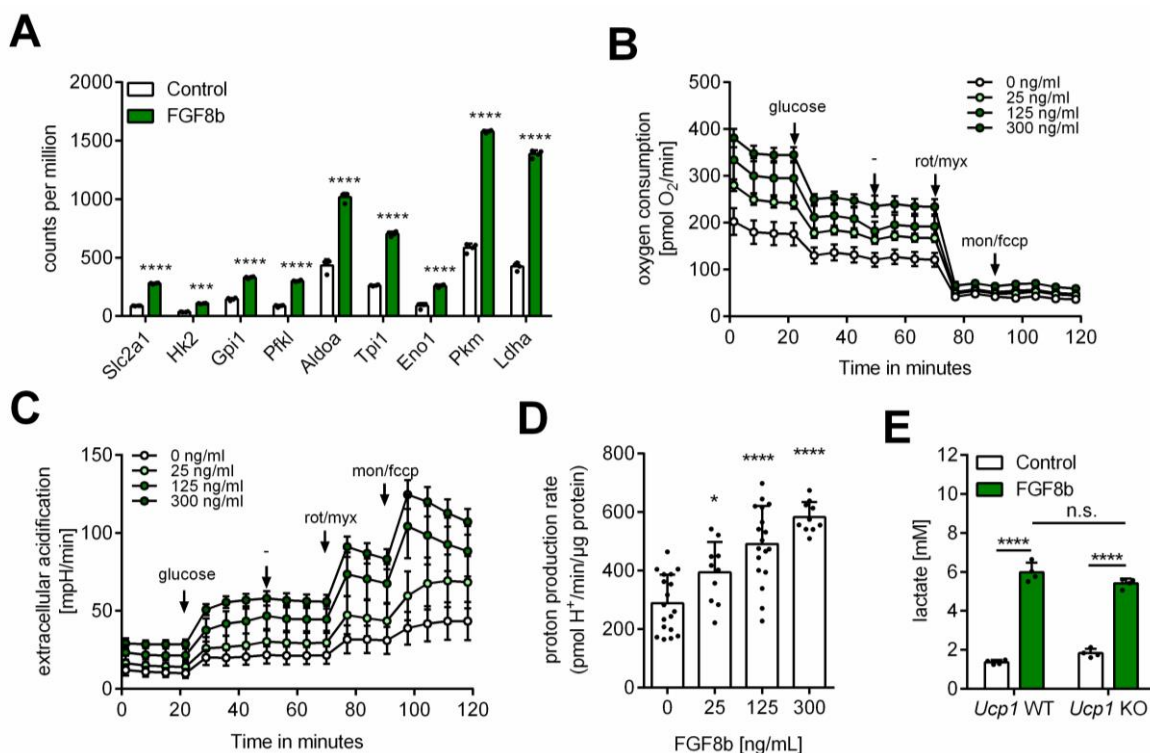 A
2000
1500
1000
500
0
counts per million
Control
FGF8b
****
***
****
****
****
****
****
****
****
Slc2a1
Hk2
Gpi1
Pfkl
Aldoa
Tpi1
Eno1
Pkm
Ldha
B
500
400
300
200
100
0
oxygen consumption
[pmol O₂/min]
0 ng/ml
25 ng/ml
125 ng/ml
300 ng/ml
glucose
-
rot/myx
mon/fccp
0 20 40 60 80 100 120
Time in minutes
C
150
100
50
0
extracellular acidification
[mpH/min]
0 ng/ml
25 ng/ml
125 ng/ml
300 ng/ml
glucose
-
rot/myx
mon/fccp
0 20 40 60 80 100 120
Time in minutes
D
800
600
400
200
0
proton production rate
(pmol H⁺/min/µg protein)
*
****
****
0 25 125 300
FGF8b [ng/mL]
E
12
10
8
6
4
2
0
lactate [mM]
Control
FGF8b
n.s.
****
****
Ucp1 WT
Ucp1 KO